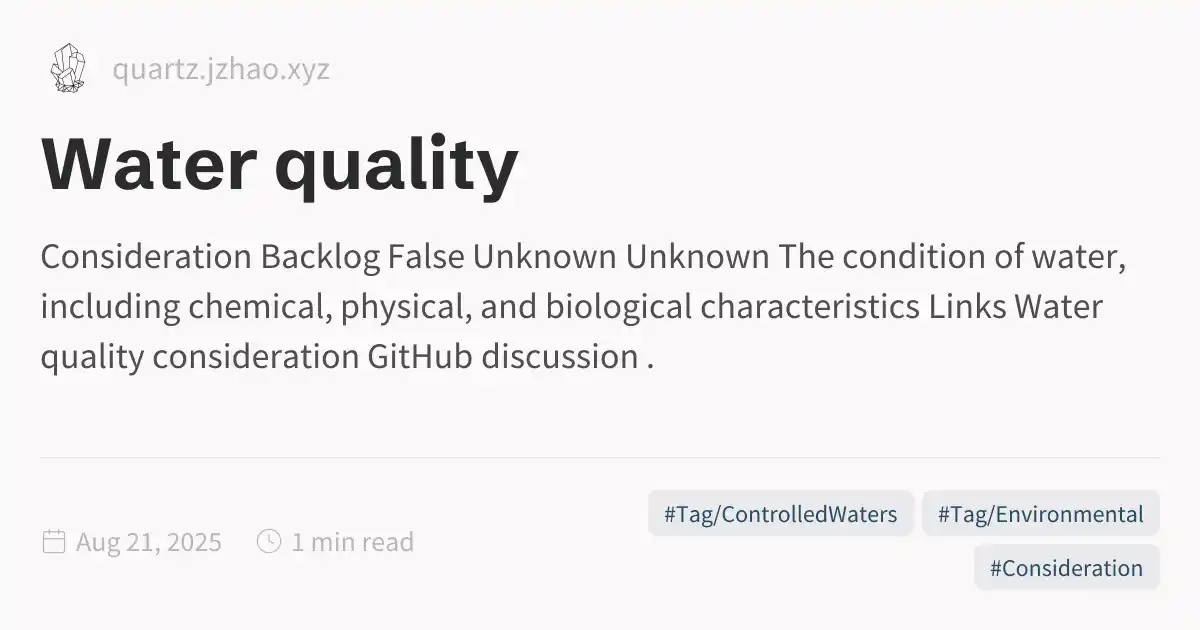 quartz.jzhao.xyz
Water quality
Consideration Backlog False Unknown Unknown The condition of water,
including chemical, physical, and biological characteristics Links Water
quality consideration GitHub discussion .
#Tag/ControlledWaters #Tag/Environmental
Aug 21, 2025 1 min read
#Consideration